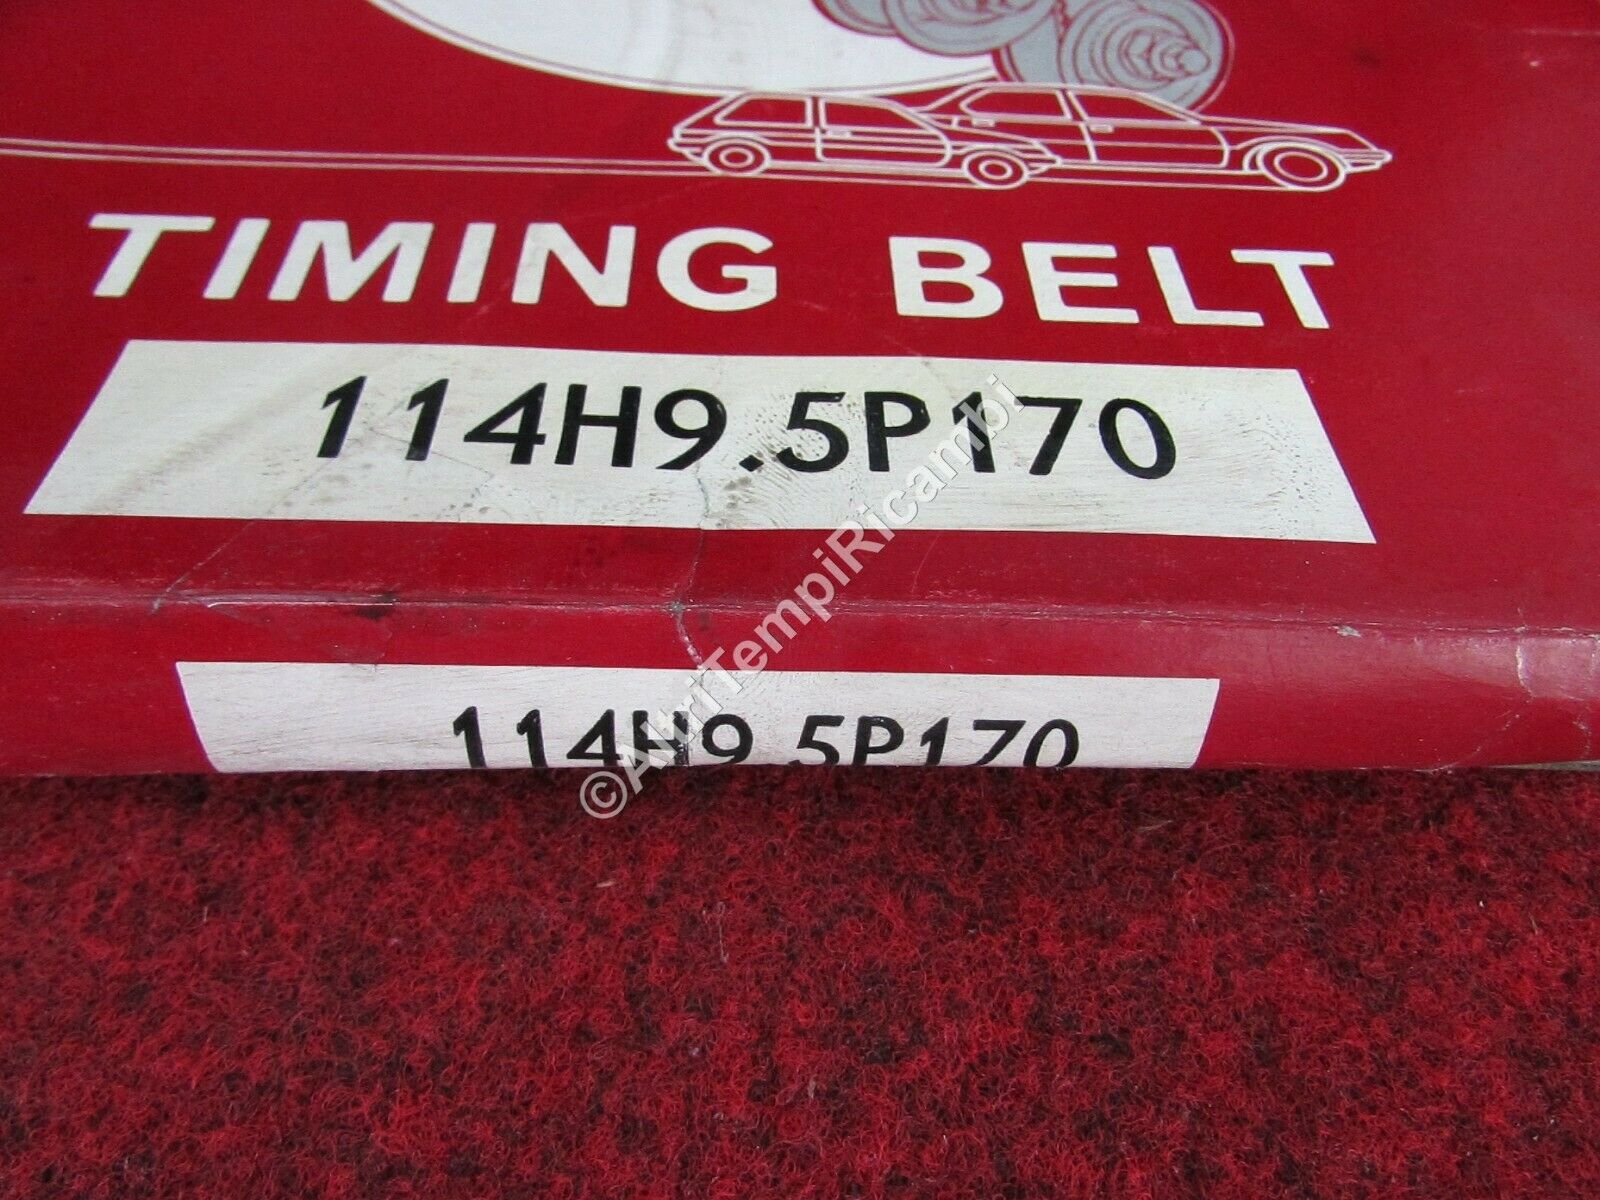 TIMING BELT
114H9.5P170
114H9.5P170
©AltriTempiRicambi